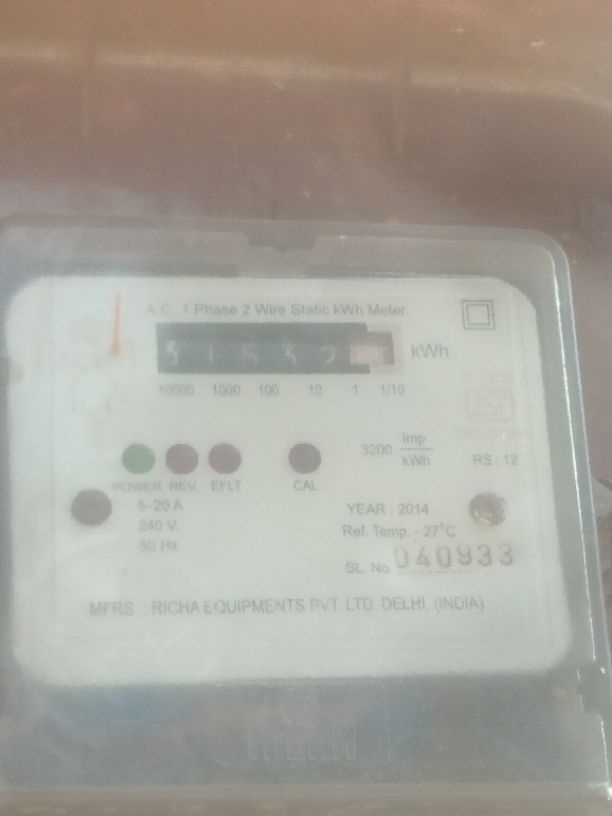 A.C. 1 Phase 2 Wire Static kWh Meter.
3 1 5 3 2
kWh
10000 1000 100 10 1 1/10
3200 imp/kWh
RS : 12
POWER REV. EFLT CAL
5-20 A
240 V.
50 Hz
YEAR : 2014
Ref. Temp. - 27°C
SL. No. 040933
MFRS. : RICHA EQUIPMENTS PVT. LTD. DELHI, (INDIA)